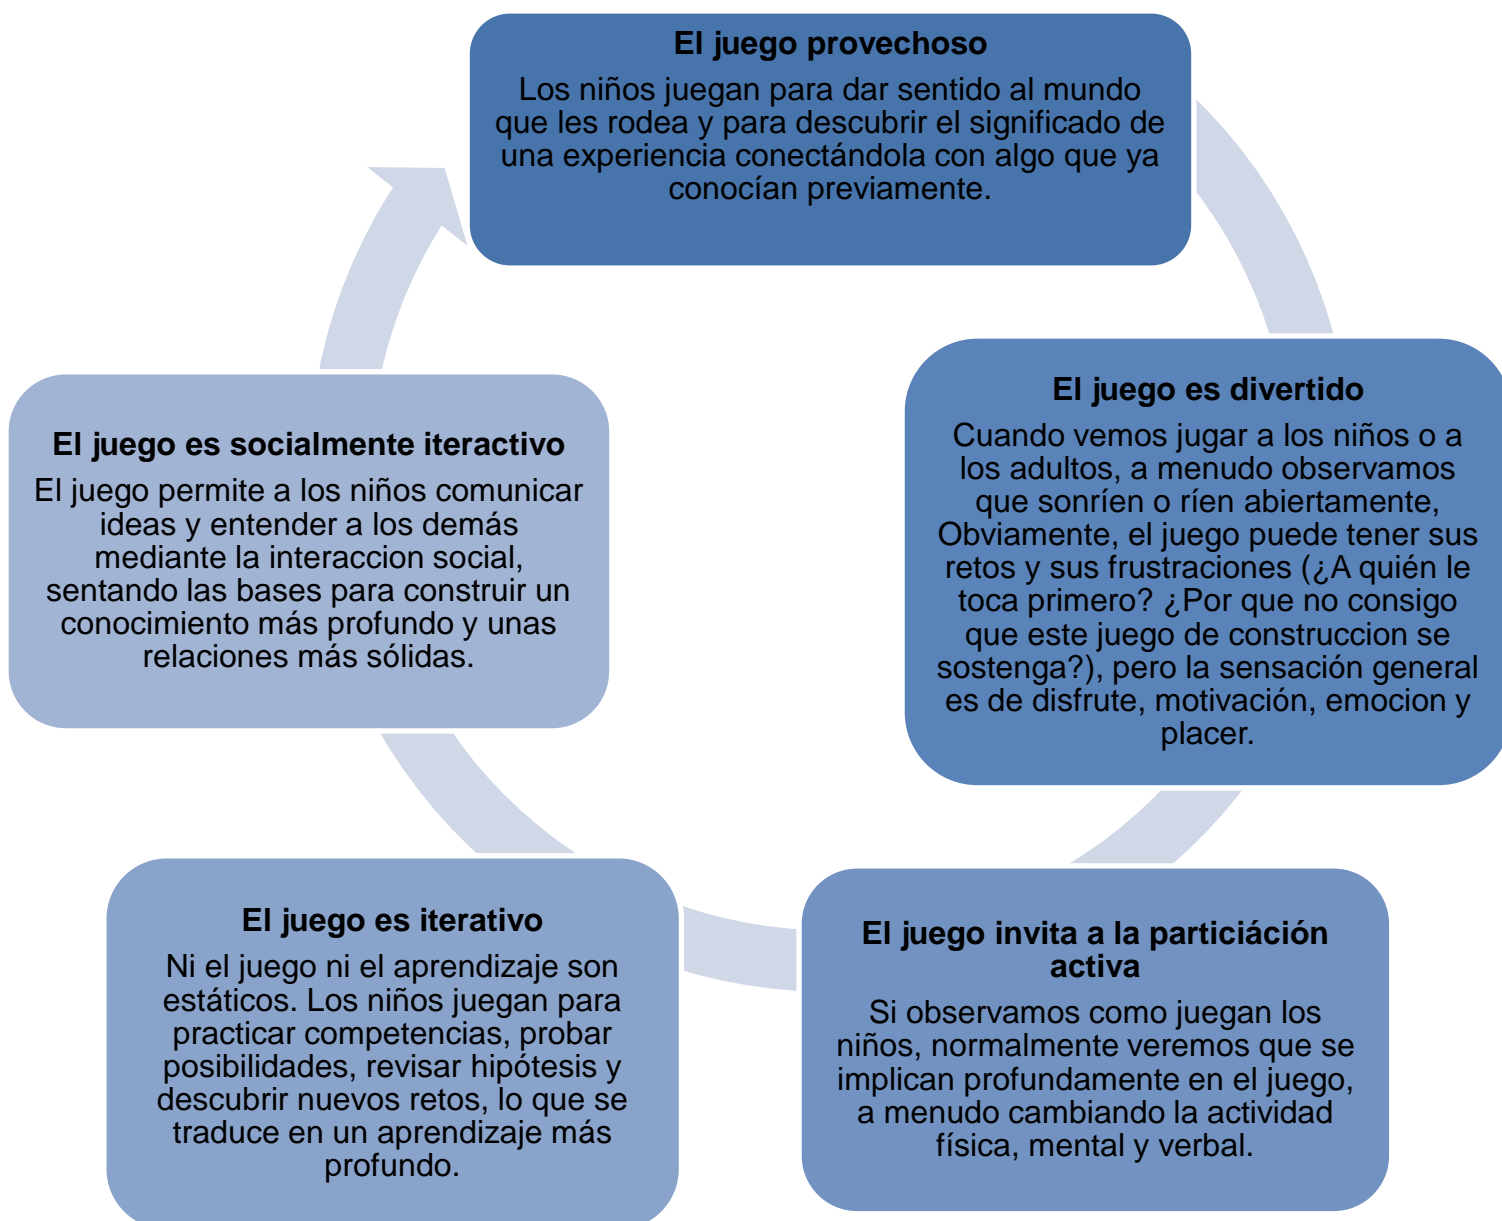 El juego provechoso
Los niños juegan para dar sentido al mundo
que les rodea y para descubrir el significado de
una experiencia conectándola con algo que ya
conocían previamente.
El juego es divertido
Cuando vemos jugar a los niños o a
los adultos, a menudo observamos
que sonríen o ríen abiertamente,
Obviamente, el juego puede tener sus
retos y sus frustraciones (¿A quién le
toca primero? ¿Por que no consigo
que este juego de construccion se
sostenga?), pero la sensación general
es de disfrute, motivación, emocion y
placer.
El juego invita a la particiáción
activa
Si observamos como juegan los
niños, normalmente veremos que se
implican profundamente en el juego,
a menudo cambiando la actividad
física, mental y verbal.
El juego es iterativo
Ni el juego ni el aprendizaje son
estáticos. Los niños juegan para
practicar competencias, probar
posibilidades, revisar hipótesis y
descubrir nuevos retos, lo que se
traduce en un aprendizaje más
profundo.
El juego es socialmente iteractivo
El juego permite a los niños comunicar
ideas y entender a los demás
mediante la interaccion social,
sentando las bases para construir un
conocimiento más profundo y unas
relaciones más sólidas.